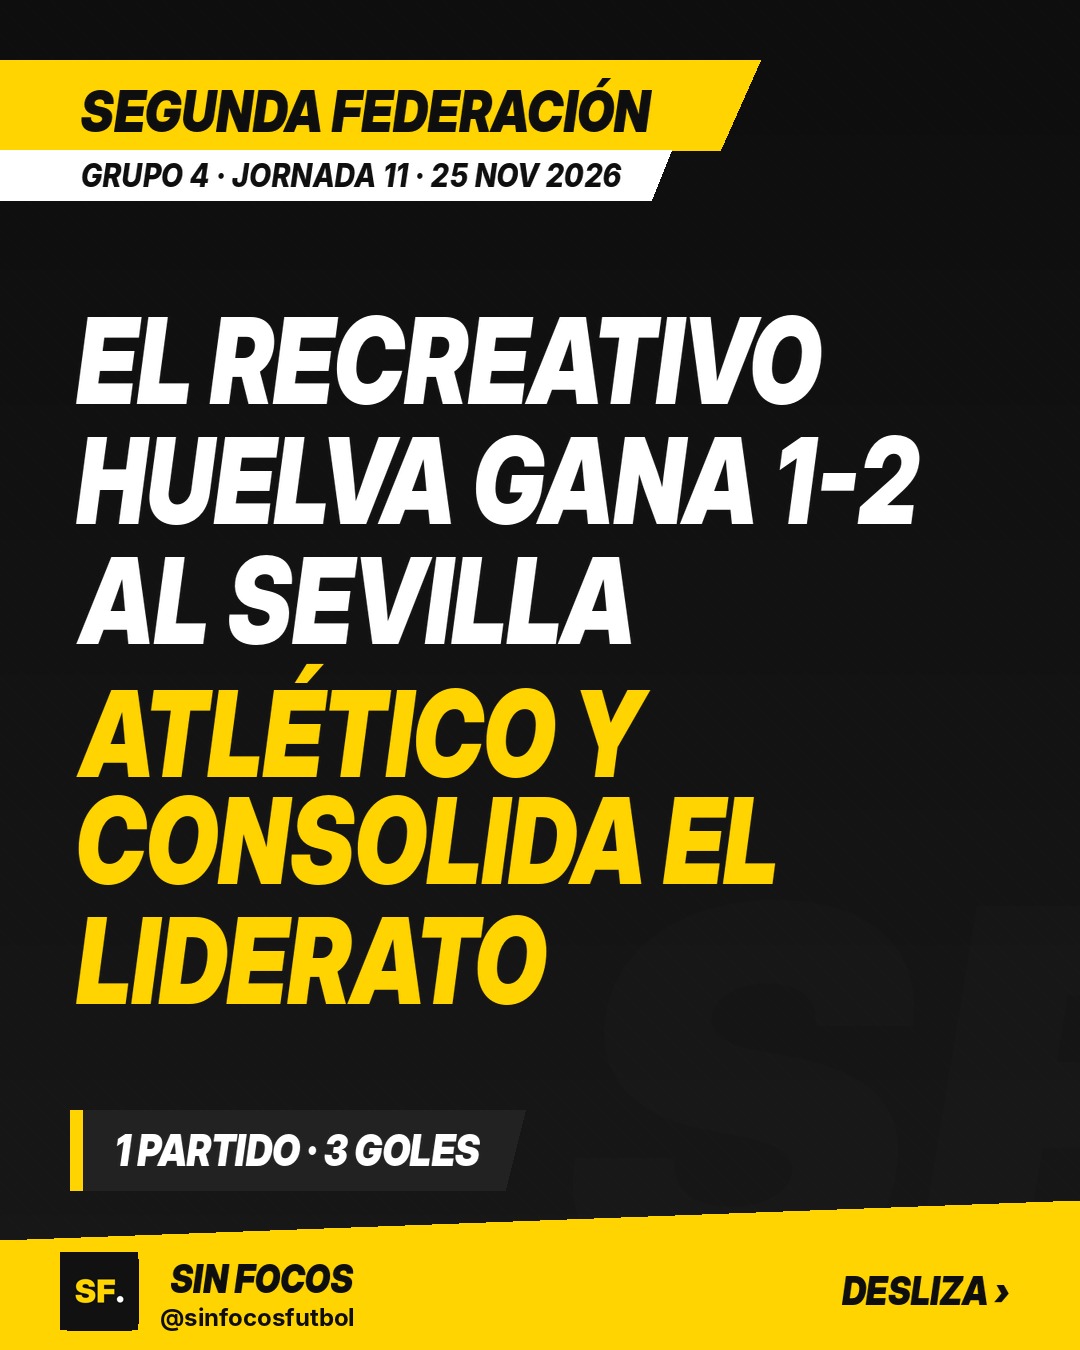 SEGUNDA FEDERACIÓN
GRUPO 4 · JORNADA 11 · 25 NOV 2026
EL RECREATIVO
HUELVA GANA 1-2
AL SEVILLA
ATLÉTICO Y
CONSOLIDA EL
LIDERATO
1 PARTIDO · 3 GOLES
SF.
SIN FOCOS
@sinfocosfutbol
DESLIZA ›
SF